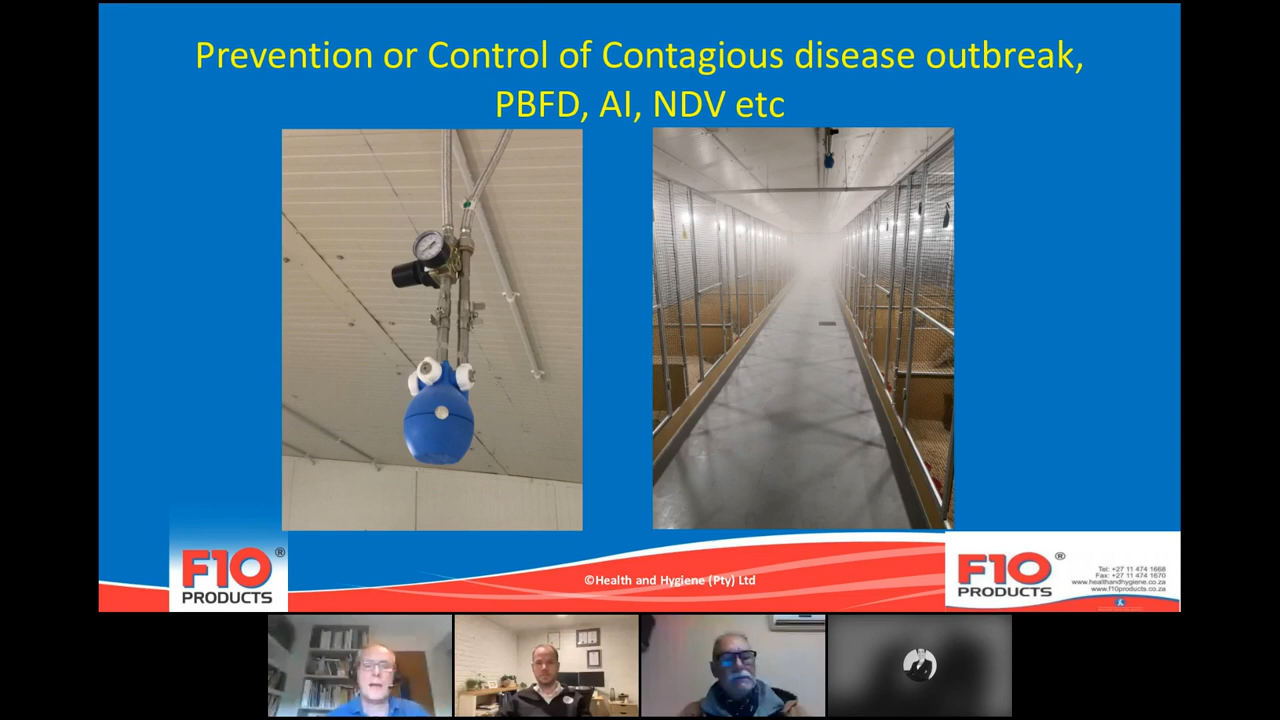 Prevention or Control of Contagious disease outbreak,
PBFD, AI, NDV etc
F10®
PRODUCTS
©Health and Hygiene (Pty) Ltd
F10®
PRODUCTS
Tel: +27 11 474 1668
Fax: +27 11 474 1670
www.healthandhygiene.co.za
www.f10products.co.za